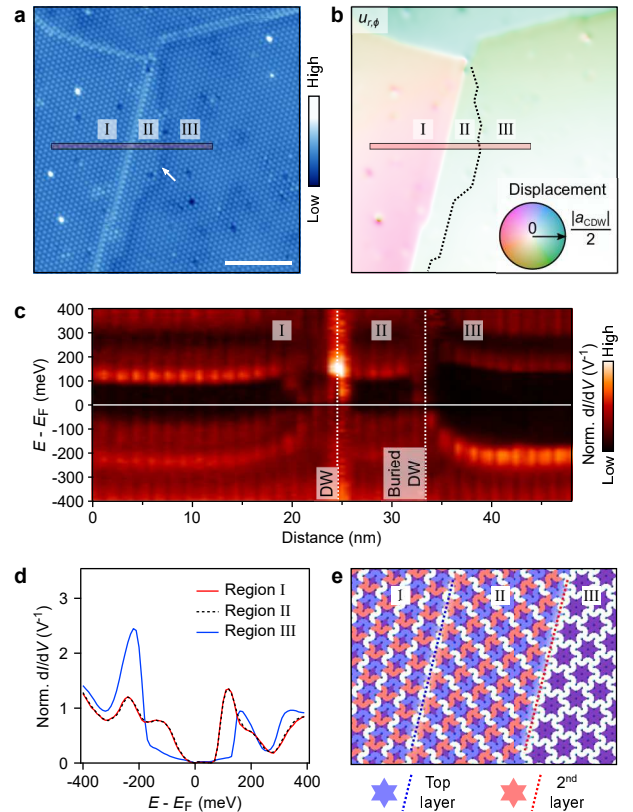 a
I
II
III
High
Low
b
u_{r,ϕ}
I
II
III
Displacement
0
|a_{CDW}|
2
c
400
300
200
100
0
-100
-200
-300
-400
E - E_F (meV)
I
II
III
DW
Buried
DW
0
10
20
30
40
Distance (nm)
High
Low
Norm. dI/dV (V⁻¹)
d
3
2
1
0
Norm. dI/dV (V⁻¹)
Region I
Region II
Region III
-400
-200
0
200
400
E - E_F (meV)
e
I
II
III
Top
layer
2ⁿᵈ
layer